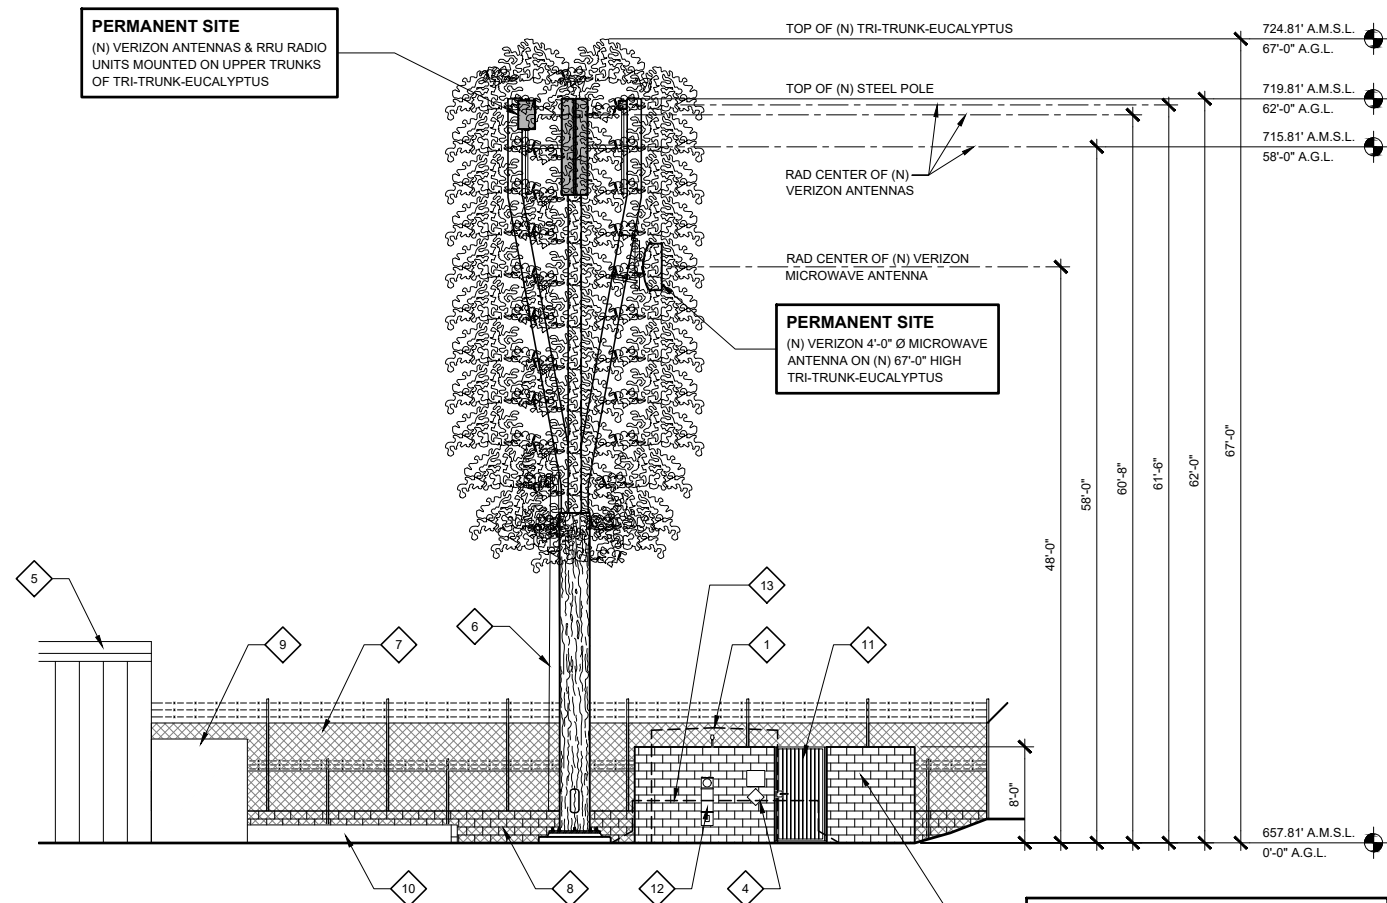 PERMANENT SITE
(N) VERIZON ANTENNAS & RRU RADIO
UNITS MOUNTED ON UPPER TRUNKS
OF TRI-TRUNK-EUCALYPTUS
TOP OF (N) TRI-TRUNK-EUCALYPTUS
724.81' A.M.S.L.
67'-0" A.G.L.
TOP OF (N) STEEL POLE
719.81' A.M.S.L.
62'-0" A.G.L.
715.81' A.M.S.L.
58'-0" A.G.L.
RAD CENTER OF (N)
VERIZON ANTENNAS
RAD CENTER OF (N) VERIZON
MICROWAVE ANTENNA
PERMANENT SITE
(N) VERIZON 4'-0" Ø MICROWAVE
ANTENNA ON (N) 67'-0" HIGH
TRI-TRUNK-EUCALYPTUS
48'-0"
58'-0"
60'-8"
61'-6"
62'-0"
67'-0"
5
9
7
6
13
1
11
8'-0"
657.81' A.M.S.L.
0'-0" A.G.L.
10
8
12
4